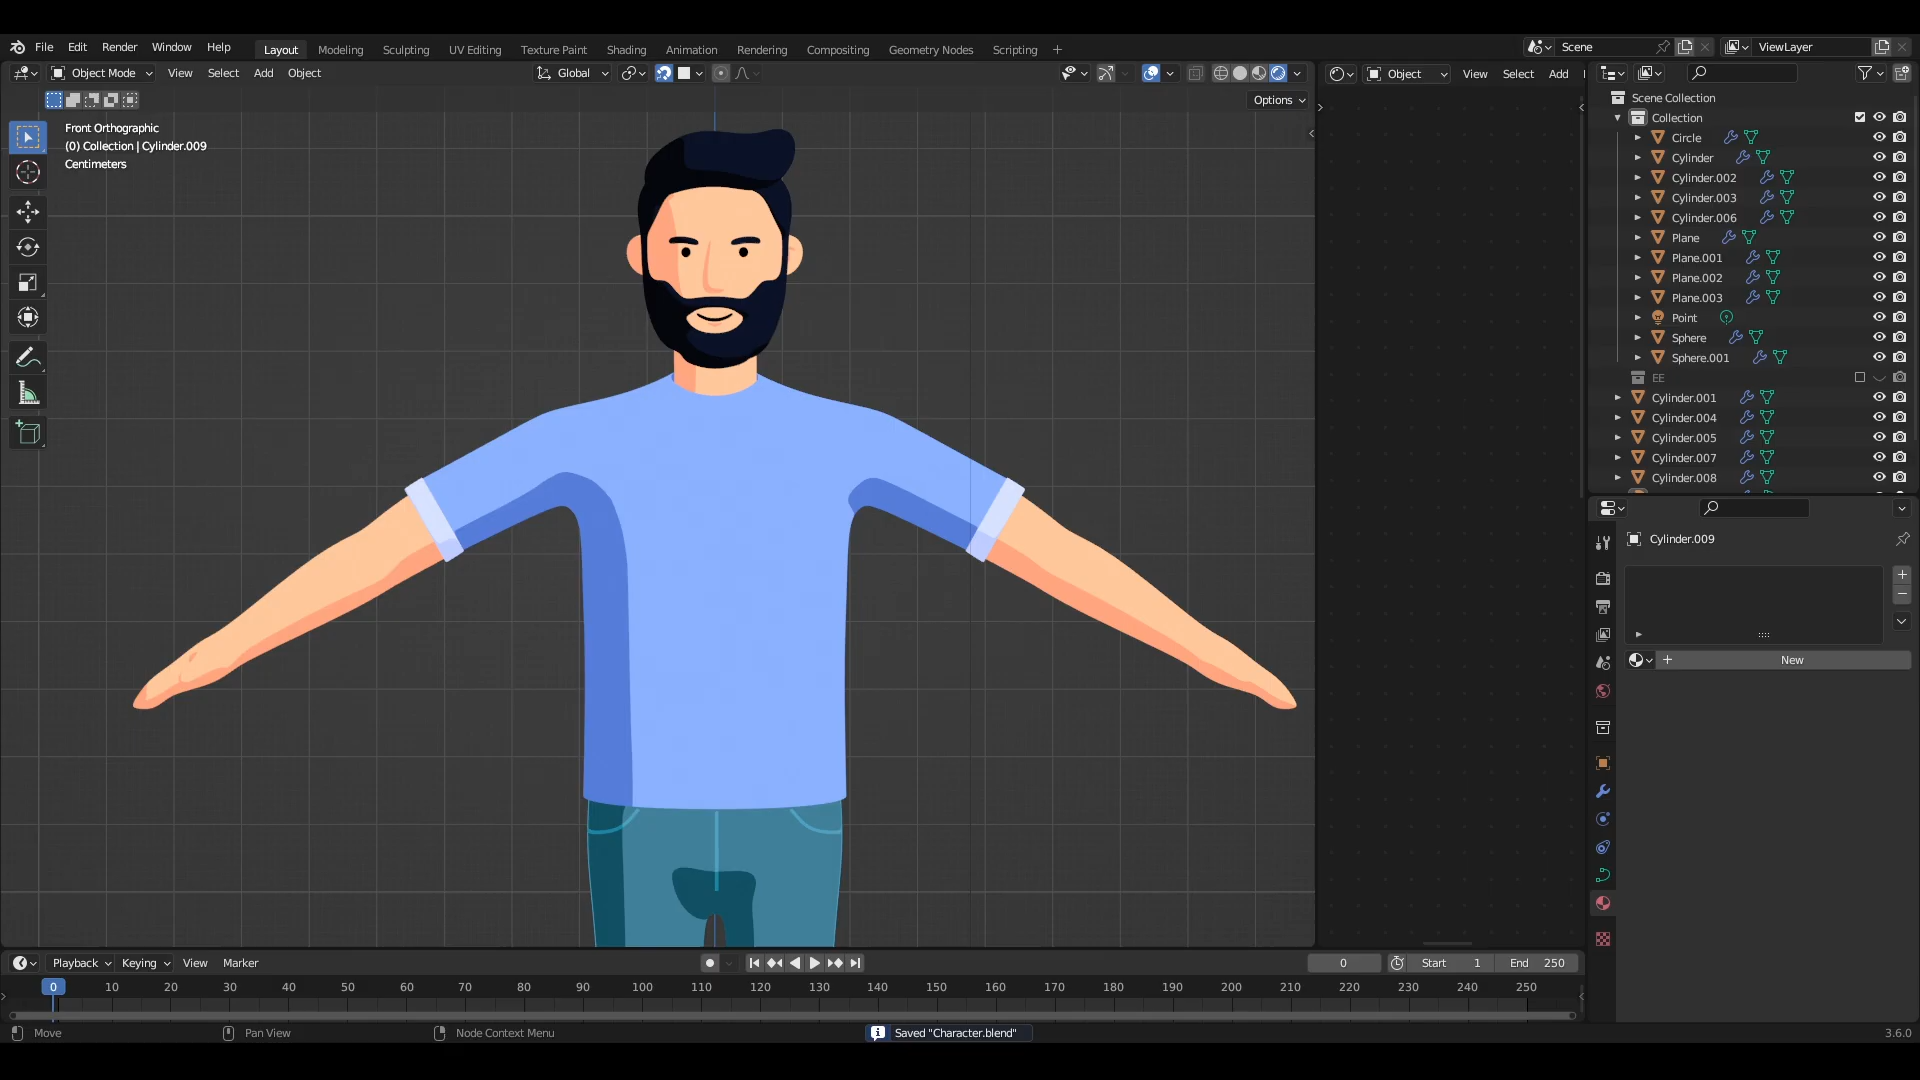 File Edit Render Window Help Layout Modeling Sculpting UV Editing Texture Paint Shading Animation Rendering Compositing Geometry Nodes Scripting + Scene ViewLayer
Object Mode View Select Add Object Global Object View Select Add
Options
Front Orthographic
(0) Collection | Cylinder.009
Centimeters
Scene Collection
Collection
Circle
Cylinder
Cylinder.002
Cylinder.003
Cylinder.006
Plane
Plane.001
Plane.002
Plane.003
Point
Sphere
Sphere.001
EE
Cylinder.001
Cylinder.004
Cylinder.005
Cylinder.007
Cylinder.008
Cylinder.009
New
Playback Keying View Marker 0 Start 1 End 250
0 10 20 30 40 50 60 70 80 90 100 110 120 130 140 150 160 170 180 190 200 210 220 230 240 250
Move Pan View Node Context Menu Saved "Character.blend" 3.6.0